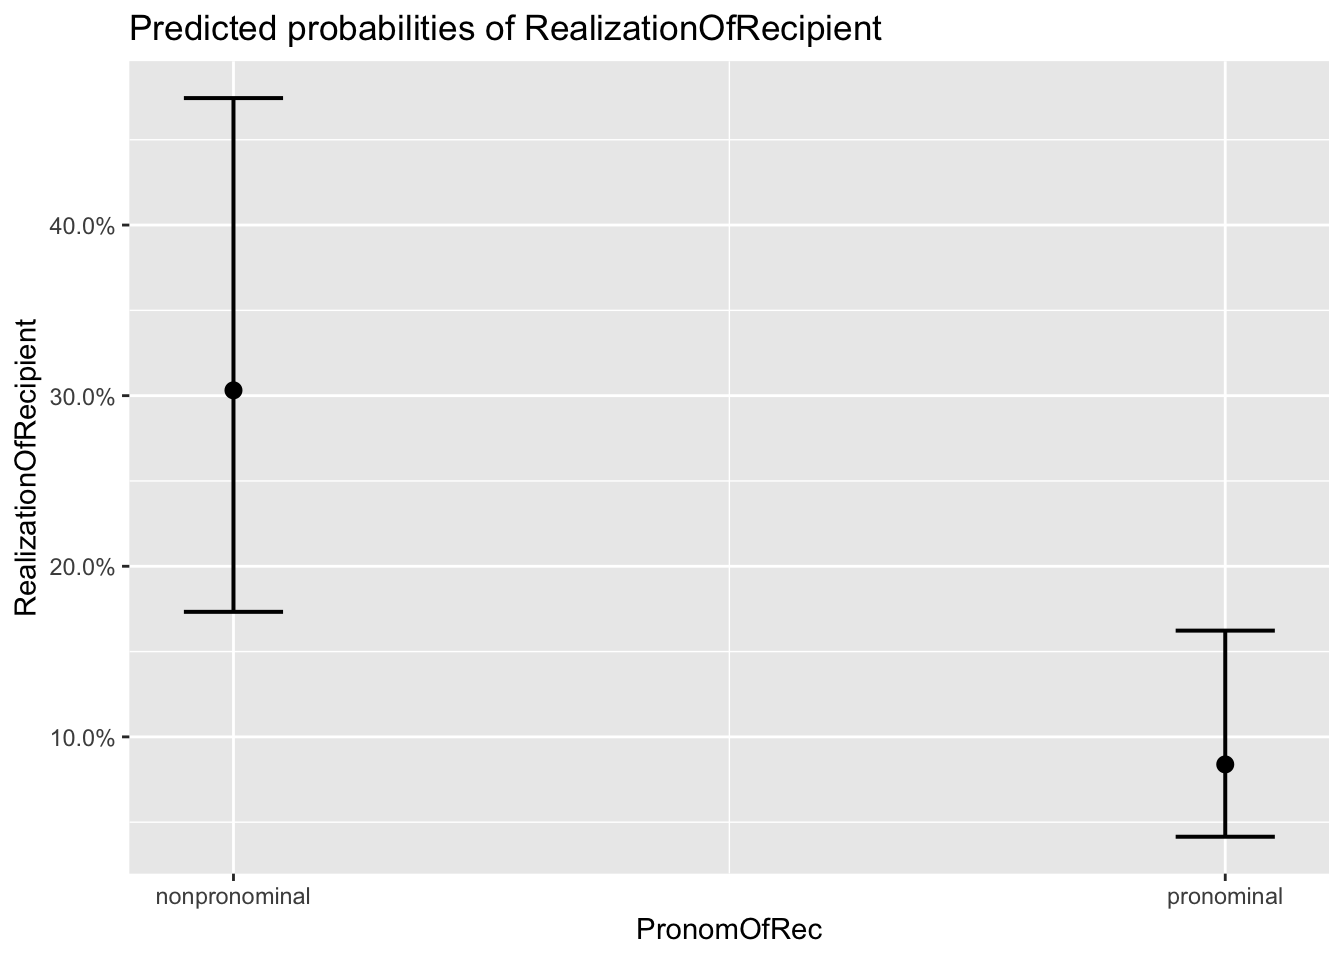 Predicted probabilities of RealizationOfRecipient
RealizationOfRecipient
40.0%
30.0%
20.0%
10.0%
nonpronominal
pronominal
PronomOfRec